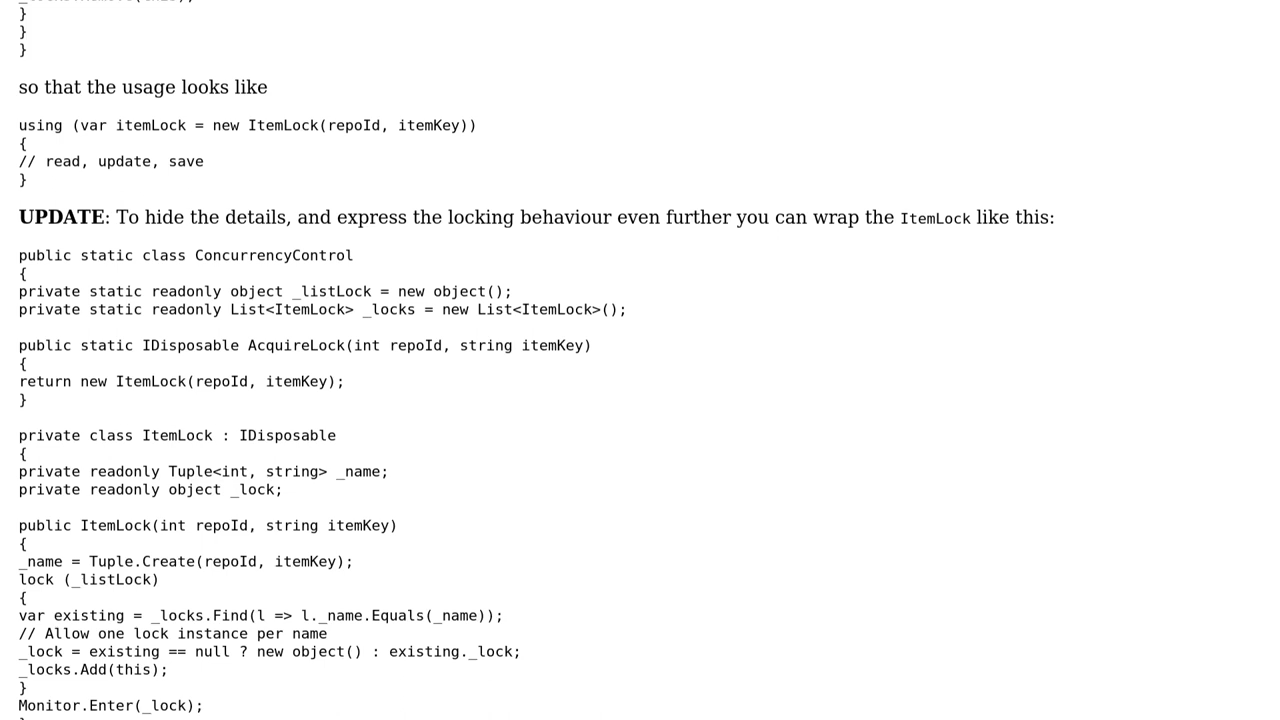 }
}
}
so that the usage looks like
using (var itemLock = new ItemLock(repoId, itemKey))
{
// read, update, save
}
UPDATE: To hide the details, and express the locking behaviour even further you can wrap the ItemLock like this:
public static class ConcurrencyControl
{
private static readonly object _listLock = new object();
private static readonly List<ItemLock> _locks = new List<ItemLock>();
public static IDisposable AcquireLock(int repoId, string itemKey)
{
return new ItemLock(repoId, itemKey);
}
private class ItemLock : IDisposable
{
private readonly Tuple<int, string> _name;
private readonly object _lock;
public ItemLock(int repoId, string itemKey)
{
_name = Tuple.Create(repoId, itemKey);
lock (_listLock)
{
var existing = _locks.Find(l => l._name.Equals(_name));
// Allow one lock instance per name
_lock = existing == null ? new object() : existing._lock;
_locks.Add(this);
}
Monitor.Enter(_lock);